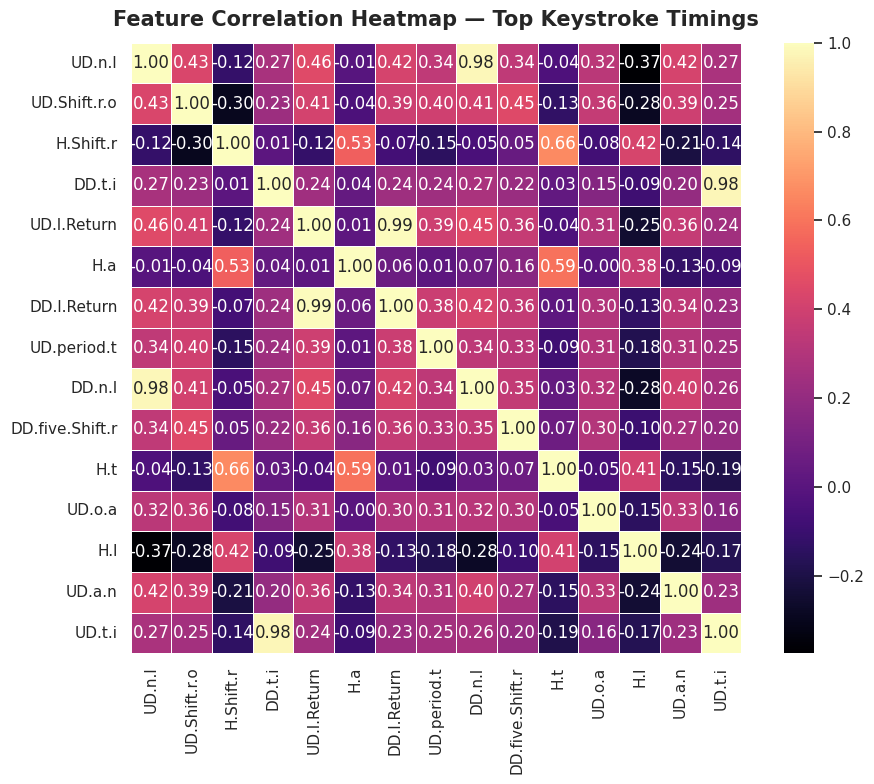 Feature Correlation Heatmap — Top Keystroke Timings
UD.n.l 1.00 0.43 -0.12 0.27 0.46 -0.01 0.42 0.34 0.98 0.34 -0.04 0.32 -0.37 0.42 0.27
UD.Shift.r.o 0.43 1.00 -0.30 0.23 0.41 -0.04 0.39 0.40 0.41 0.45 -0.13 0.36 -0.28 0.39 0.25
H.Shift.r -0.12 -0.30 1.00 0.01 -0.12 0.53 -0.07 -0.15 -0.05 0.05 0.66 -0.08 0.42 -0.21 -0.14
DD.t.i 0.27 0.23 0.01 1.00 0.24 0.04 0.24 0.24 0.27 0.22 0.03 0.15 -0.09 0.20 0.98
UD.l.Return 0.46 0.41 -0.12 0.24 1.00 0.01 0.99 0.39 0.45 0.36 -0.04 0.31 -0.25 0.36 0.24
H.a -0.01 -0.04 0.53 0.04 0.01 1.00 0.06 0.01 0.07 0.16 0.59 -0.00 0.38 -0.13 -0.09
DD.l.Return 0.42 0.39 -0.07 0.24 0.99 0.06 1.00 0.38 0.42 0.36 0.01 0.30 -0.13 0.34 0.23
UD.period.t 0.34 0.40 -0.15 0.24 0.39 0.01 0.38 1.00 0.34 0.33 -0.09 0.31 -0.18 0.31 0.25
DD.n.l 0.98 0.41 -0.05 0.27 0.45 0.07 0.42 0.34 1.00 0.35 0.03 0.32 -0.28 0.40 0.26
DD.five.Shift.r 0.34 0.45 0.05 0.22 0.36 0.16 0.36 0.33 0.35 1.00 0.07 0.30 -0.10 0.27 0.20
H.t -0.04 -0.13 0.66 0.03 -0.04 0.59 0.01 -0.09 0.03 0.07 1.00 -0.05 0.41 -0.15 -0.19
UD.o.a 0.32 0.36 -0.08 0.15 0.31 -0.00 0.30 0.31 0.32 0.30 -0.05 1.00 -0.15 0.33 0.16
H.l -0.37 -0.28 0.42 -0.09 -0.25 0.38 -0.13 -0.18 -0.28 -0.10 0.41 -0.15 1.00 -0.24 -0.17
UD.a.n 0.42 0.39 -0.21 0.20 0.36 -0.13 0.34 0.31 0.40 0.27 -0.15 0.33 -0.24 1.00 0.23
UD.t.i 0.27 0.25 -0.14 0.98 0.24 -0.09 0.23 0.25 0.26 0.20 -0.19 0.16 -0.17 0.23 1.00
UD.n.l
UD.Shift.r.o
H.Shift.r
DD.t.i
UD.l.Return
H.a
DD.l.Return
UD.period.t
DD.n.l
DD.five.Shift.r
H.t
UD.o.a
H.l
UD.a.n
UD.t.i
1.0
0.8
0.6
0.4
0.2
0.0
−0.2